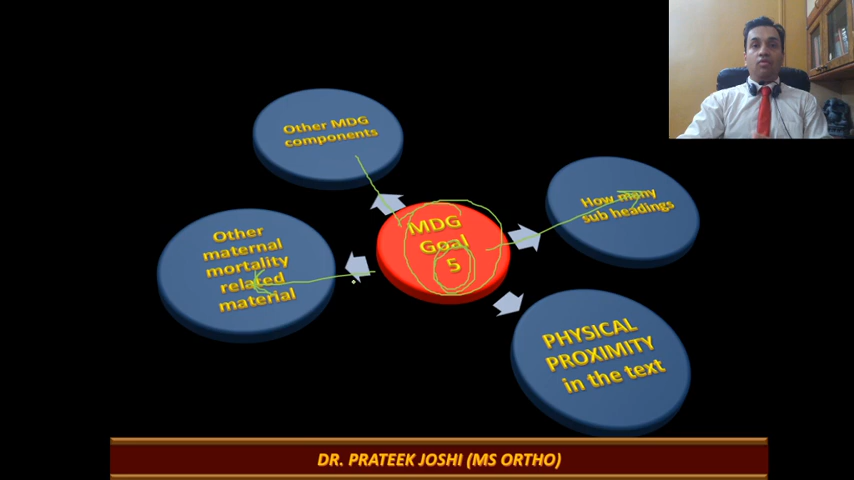 Other MDG
components
How many
sub headings
MDG
Goal
5
Other
maternal
mortality
related
material
PHYSICAL
PROXIMITY
in the text
DR. PRATEEK JOSHI (MS ORTHO)